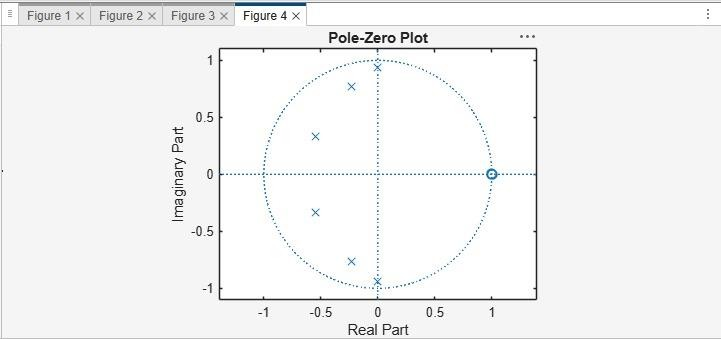 Figure 1 × Figure 2 × Figure 3 × Figure 4 ×
Pole-Zero Plot
Imaginary Part
1
0.5
0
-0.5
-1
-1 -0.5 0 0.5 1
Real Part